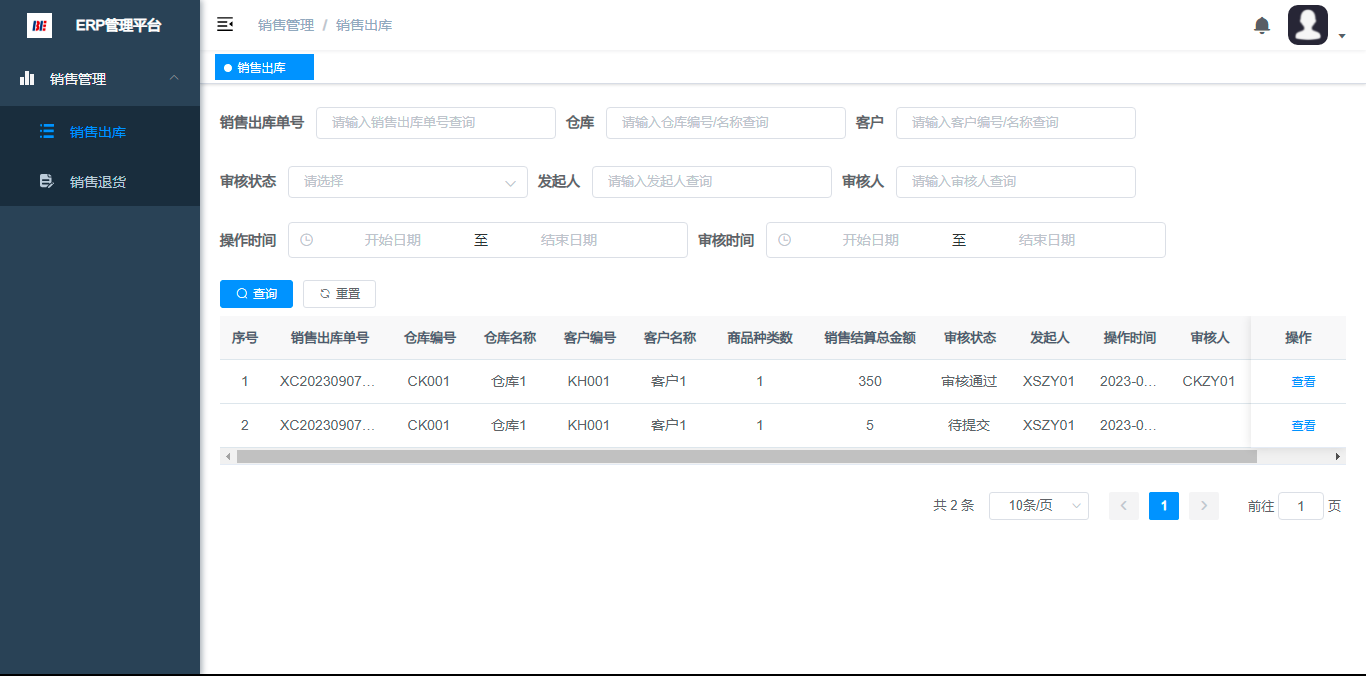 ERP管理平台
销售管理 / 销售出库
销售管理
销售出库
销售出库
销售退货
销售出库单号 请输入销售出库单号查询 仓库 请输入仓库编号/名称查询 客户 请输入客户编号/名称查询
审核状态 请选择 发起人 请输入发起人查询 审核人 请输入审核人查询
操作时间 开始日期 至 结束日期 审核时间 开始日期 至 结束日期
查询 重置
序号 销售出库单号 仓库编号 仓库名称 客户编号 客户名称 商品种类数 销售结算总金额 审核状态 发起人 操作时间 审核人 操作
1 XC20230907... CK001 仓库1 KH001 客户1 1 350 审核通过 XSZY01 2023-0... CKZY01 查看
2 XC20230907... CK001 仓库1 KH001 客户1 1 5 待提交 XSZY01 2023-0... 查看
共 2 条 10条/页 1 前往 1 页